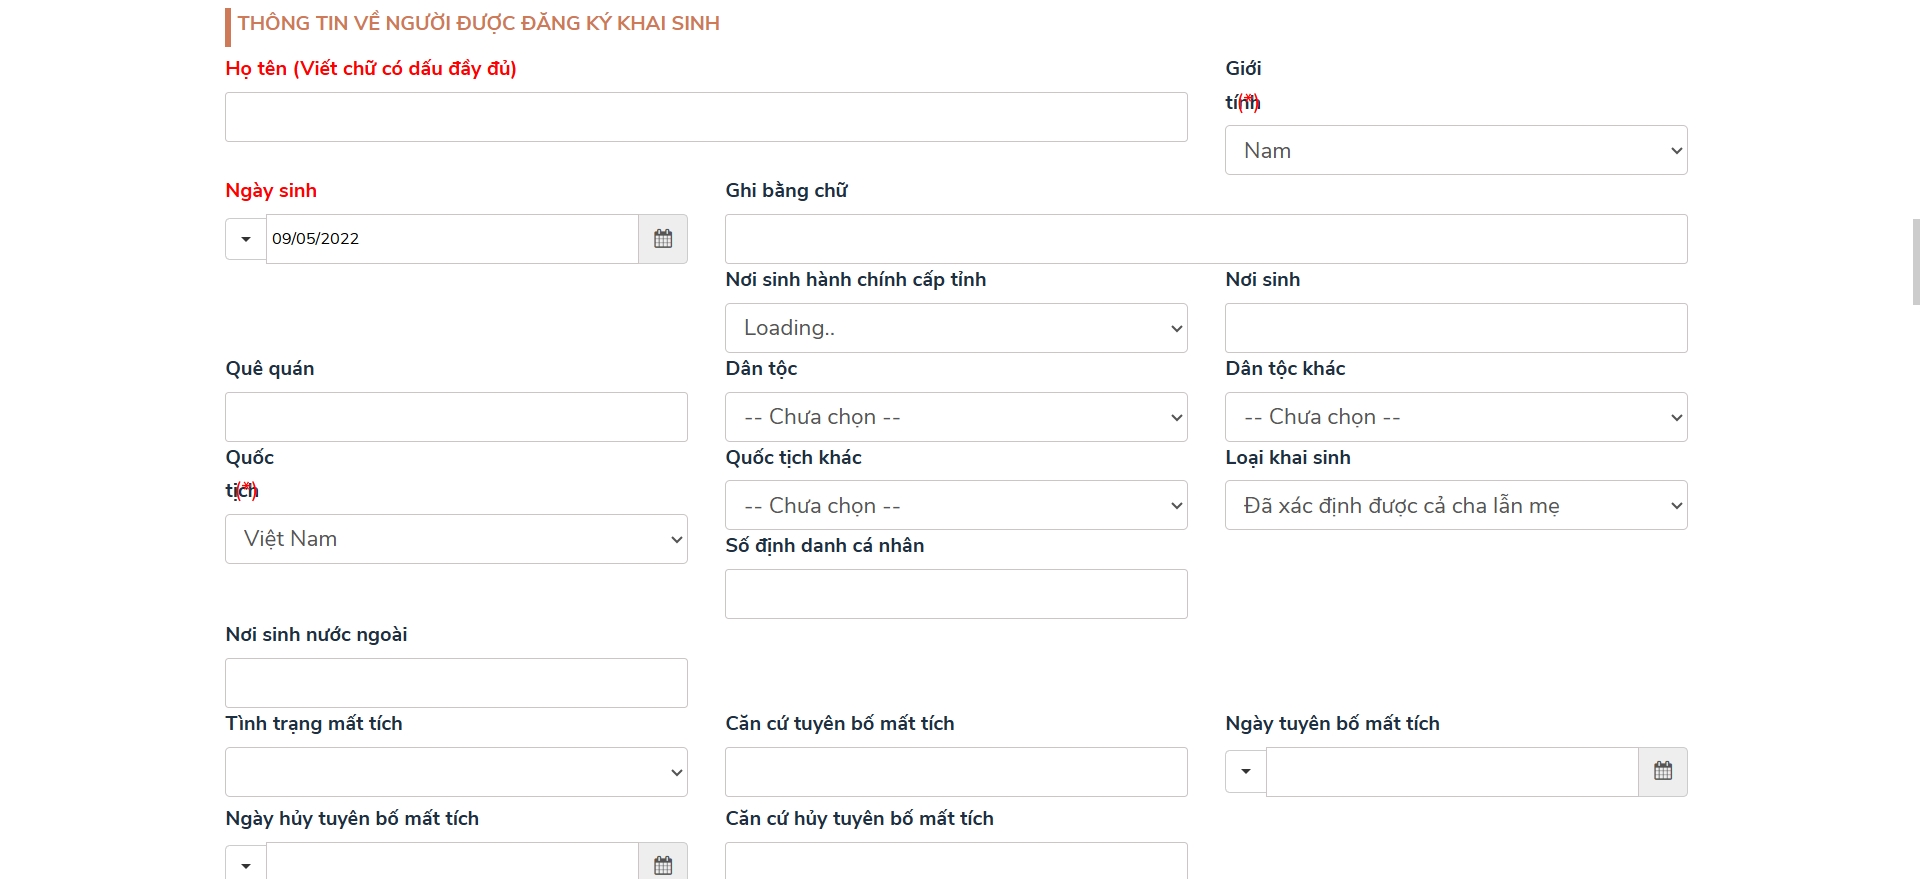 THÔNG TIN VỀ NGƯỜI ĐƯỢC ĐĂNG KÝ KHAI SINH
Họ tên (Viết chữ có dấu đầy đủ)
Giới
tính(*)
Nam
Ngày sinh
Ghi bằng chữ
09/05/2022
Nơi sinh hành chính cấp tỉnh
Nơi sinh
Loading..
Quê quán
Dân tộc
Dân tộc khác
-- Chưa chọn --
-- Chưa chọn --
Quốc
tịch(*)
Quốc tịch khác
Loại khai sinh
-- Chưa chọn --
Đã xác định được cả cha lẫn mẹ
Việt Nam
Số định danh cá nhân
Nơi sinh nước ngoài
Tình trạng mất tích
Căn cứ tuyên bố mất tích
Ngày tuyên bố mất tích
Ngày hủy tuyên bố mất tích
Căn cứ hủy tuyên bố mất tích